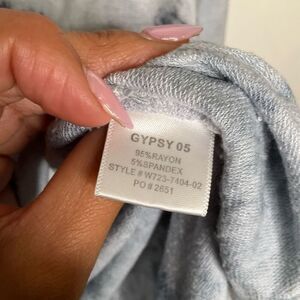 GYPSY 05
95%RAYON
5%SPANDEX
STYLE # W723-7404-02
PO # 2651